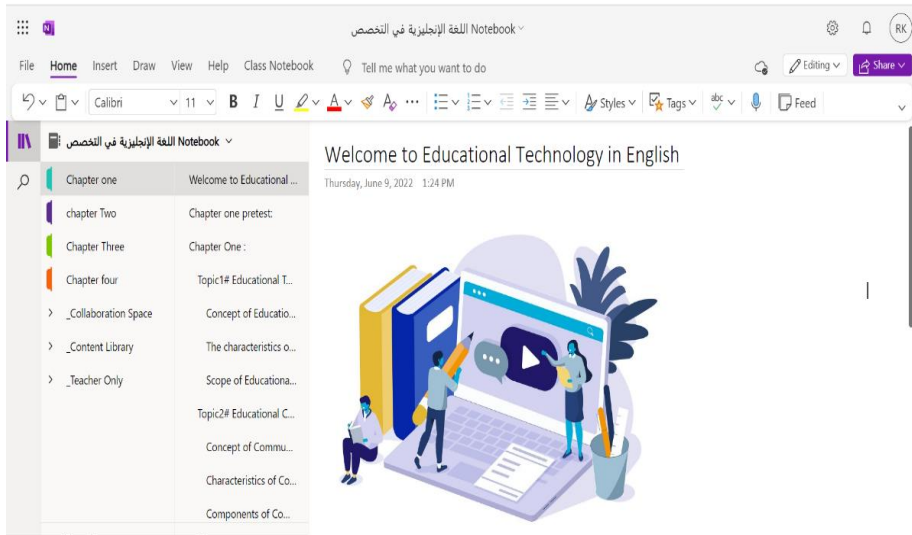 اللغة الإنجليزية في التخصص Notebook
RK
File Home Insert Draw View Help Class Notebook Tell me what you want to do Editing Share
Calibri 11 B I U A A Styles Tags abc Feed
اللغة الإنجليزية في التخصص Notebook
Chapter one
chapter Two
Chapter Three
Chapter four
_Collaboration Space
_Content Library
_Teacher Only
Welcome to Educational ...
Chapter one pretest:
Chapter One :
Topic1# Educational T...
Concept of Educatio...
The characteristics o...
Scope of Educationa...
Topic2# Educational C...
Concept of Commu...
Characteristics of Co...
Components of Co...
Welcome to Educational Technology in English
Thursday, June 9, 2022 1:24 PM